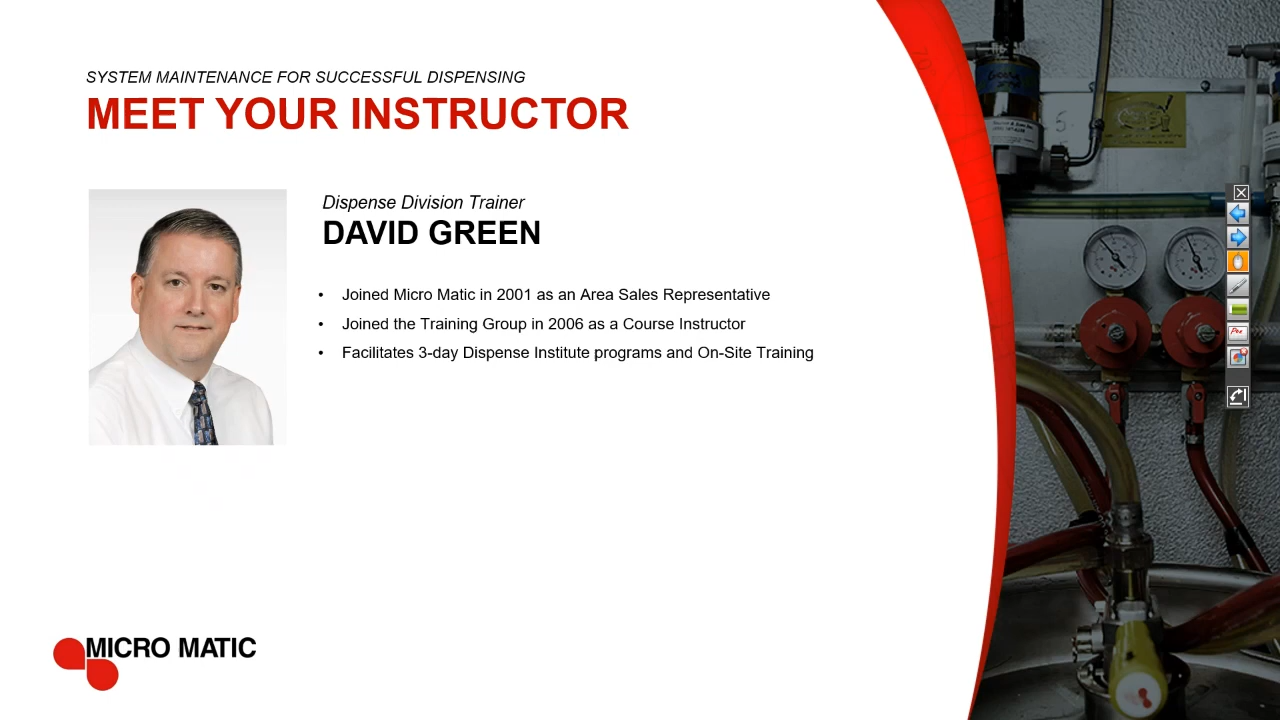 SYSTEM MAINTENANCE FOR SUCCESSFUL DISPENSING
MEET YOUR INSTRUCTOR
Dispense Division Trainer
DAVID GREEN
• Joined Micro Matic in 2001 as an Area Sales Representative
• Joined the Training Group in 2006 as a Course Instructor
• Facilitates 3-day Dispense Institute programs and On-Site Training
MICRO MATIC